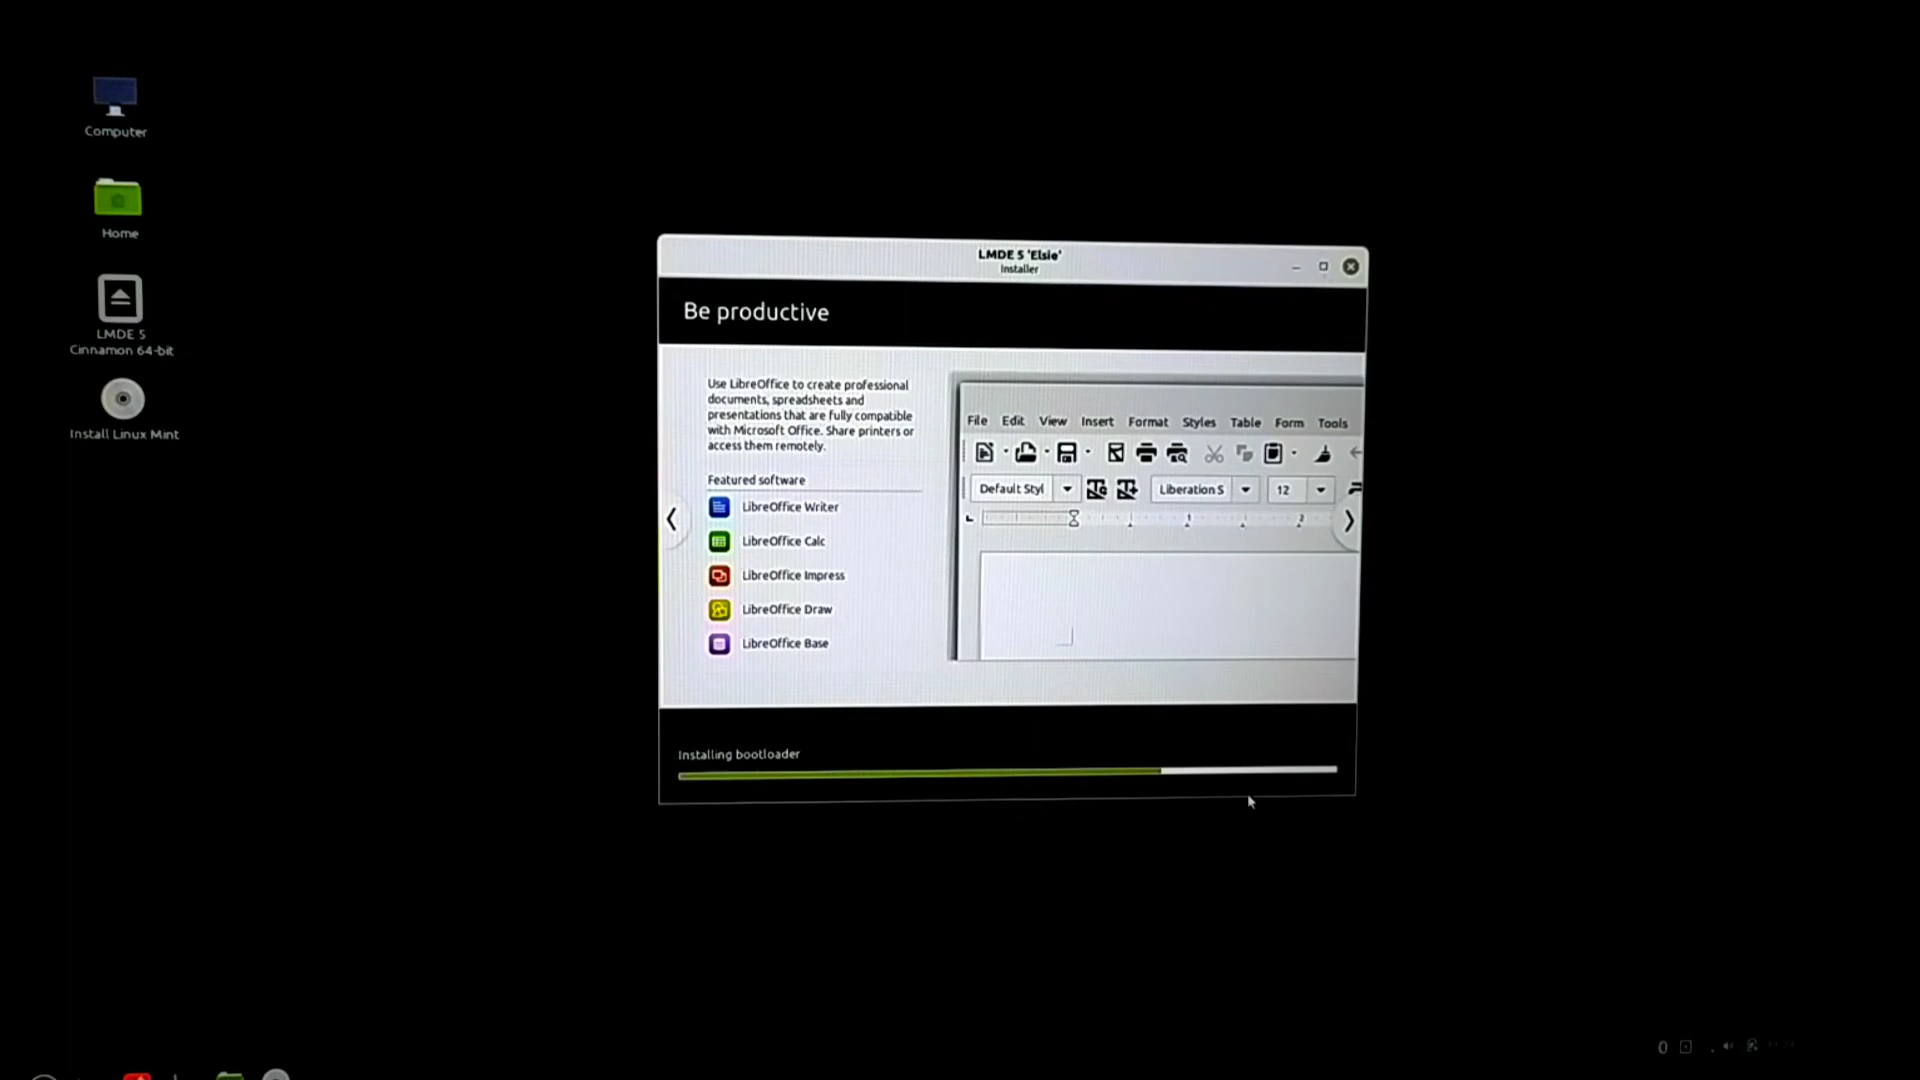 Computer
Home
LMDE 5
Cinnamon 64-bit
Install Linux Mint
LMDE 5 'Elsie'
Installer
Be productive
Use LibreOffice to create professional
documents, spreadsheets and
presentations that are fully compatible
with Microsoft Office. Share printers or
access them remotely.
Featured software
LibreOffice Writer
LibreOffice Calc
LibreOffice Impress
LibreOffice Draw
LibreOffice Base
File Edit View Insert Format Styles Table Form Tools
Default Styl Liberation S 12
1 2
Installing bootloader
0